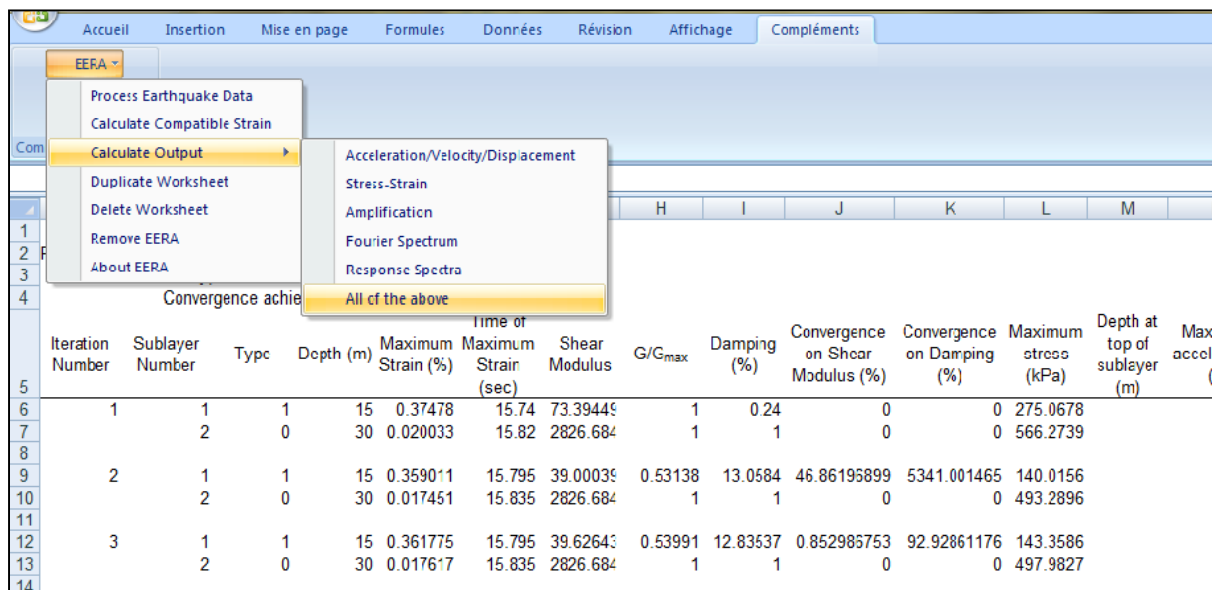 Accueil Insertion Mise en page Formules Données Révision Affichage Compléments
EERA
Process Earthquake Data
Calculate Compatible Strain
Com
Calculate Output
Acceleration/Velocity/Displacement
Duplicate Worksheet
Stress-Strain
Delete Worksheet
Amplification
Remove EERA
Fourier Spectrum
About EERA
Response Spectra
All of the above
H I J K L M
1
2
3
4 Convergence achie
5 Iteration Number Sublayer Number Type Depth (m) Maximum Strain (%) Time of Maximum Strain (sec) Shear Modulus G/Gmax Damping (%) Convergence on Shear Modulus (%) Convergence on Damping (%) Maximum stress (kPa) Depth at top of sublayer (m)
6 1 1 1 15 0.37478 15.74 73.39449 1 0.24 0 0 275.0678
7 2 0 30 0.020033 15.82 2826.684 1 1 0 0 566.2739
8
9 2 1 1 15 0.359011 15.795 39.00039 0.53138 13.0584 46.86196899 5341.001465 140.0156
10 2 0 30 0.017451 15.835 2826.684 1 1 0 0 493.2896
11
12 3 1 1 15 0.361775 15.795 39.62643 0.53991 12.83537 0.852986753 92.92861176 143.3586
13 2 0 30 0.017617 15.835 2826.684 1 1 0 0 497.9827
14